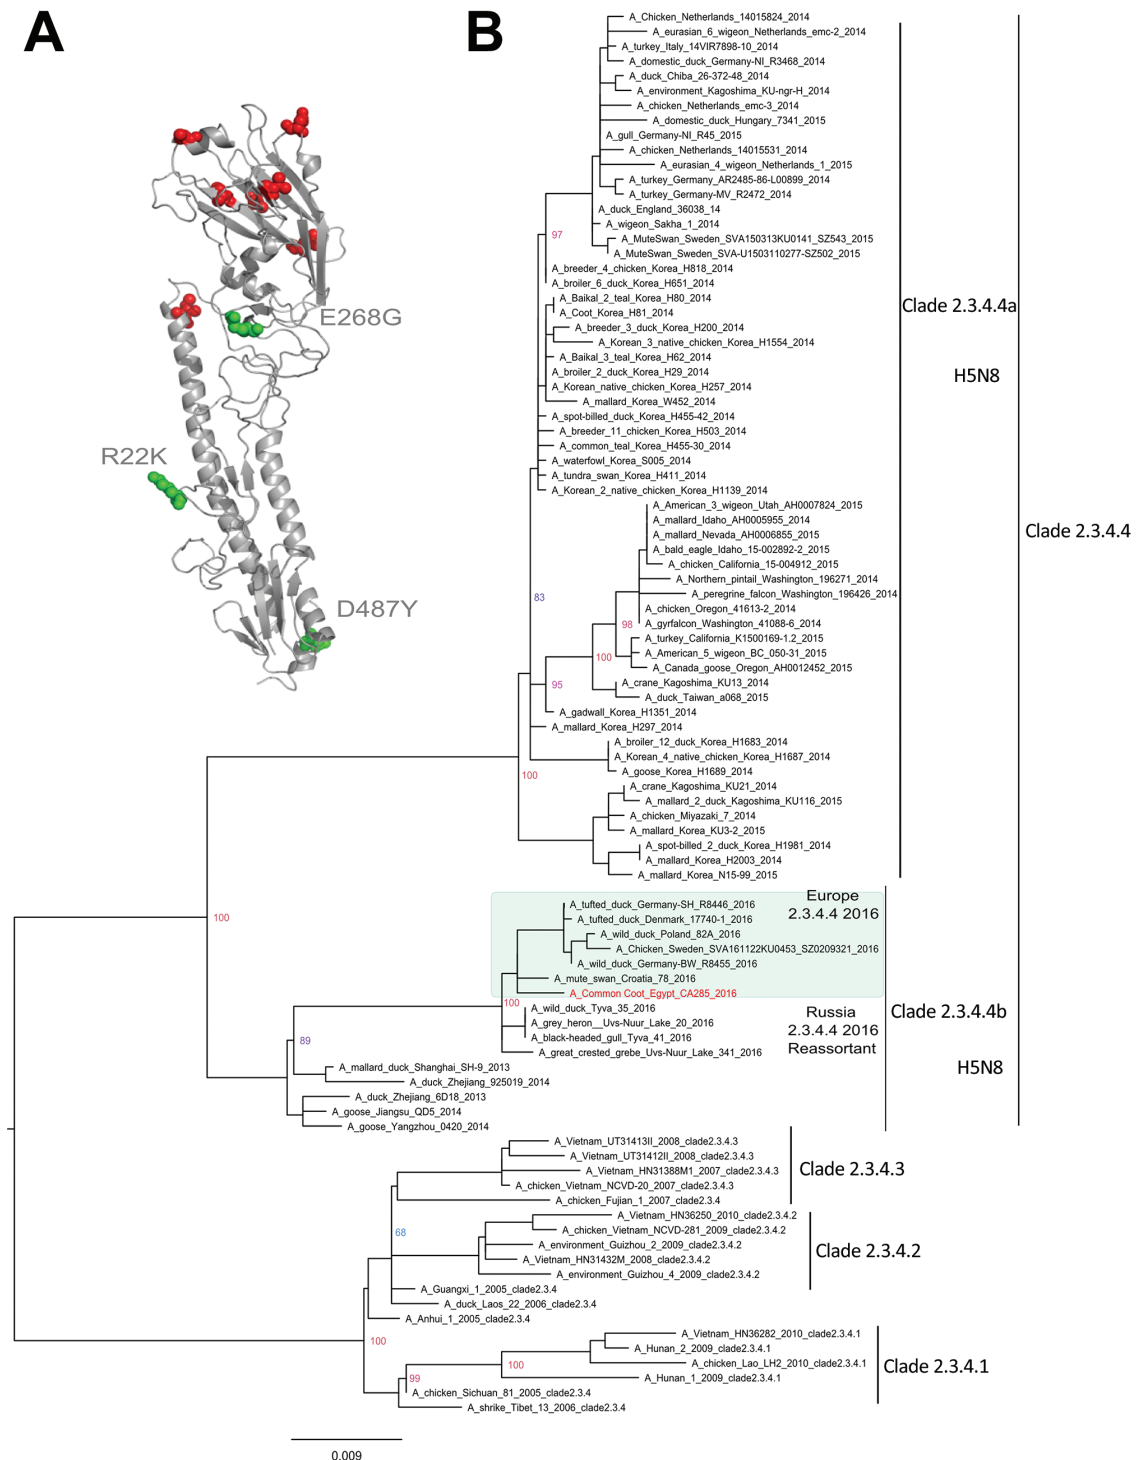 A
B
E268G
R22K
D487Y
A_Chicken_Netherlands_14015824_2014
A_eurasian_6_wigeon_Netherlands_emc-2_2014
A_turkey_Italy_14VIR7898-10_2014
A_domestic_duck_Germany-NI_R3468_2014
A_duck_Chiba_26-372-48_2014
A_environment_Kagoshima_KU-ngr-H_2014
A_chicken_Netherlands_emc-3_2014
A_domestic_duck_Hungary_7341_2015
A_gull_Germany-NI_R45_2015
A_chicken_Netherlands_14015531_2014
A_eurasian_4_wigeon_Netherlands_1_2015
A_turkey_Germany_AR2485-86-L00899_2014
A_turkey_Germany-MV_R2472_2014
A_duck_England_36038_14
A_wigeon_Sakha_1_2014
97
A_MuteSwan_Sweden_SVA150313KU0141_SZ543_2015
A_MuteSwan_Sweden_SVA-U1503110277-SZ502_2015
A_breeder_4_chicken_Korea_H818_2014
A_broiler_6_duck_Korea_H651_2014
A_Baikal_2_teal_Korea_H80_2014
A_Coot_Korea_H81_2014
A_breeder_3_duck_Korea_H200_2014
A_Korean_3_native_chicken_Korea_H1554_2014
A_Baikal_3_teal_Korea_H62_2014
A_broiler_2_duck_Korea_H29_2014
A_Korean_native_chicken_Korea_H257_2014
A_mallard_Korea_W452_2014
A_spot-billed_duck_Korea_H455-42_2014
A_breeder_11_chicken_Korea_H503_2014
A_common_teal_Korea_H455-30_2014
A_waterfowl_Korea_S005_2014
A_tundra_swan_Korea_H411_2014
A_Korean_2_native_chicken_Korea_H1139_2014
A_American_3_wigeon_Utah_AH0007824_2015
A_mallard_Idaho_AH0005955_2014
A_mallard_Nevada_AH0006855_2015
A_bald_eagle_Idaho_15-002892-2_2015
A_chicken_California_15-004912_2015
A_Northern_pintail_Washington_196271_2014
A_peregrine_falcon_Washington_196426_2014
83
A_chicken_Oregon_41613-2_2014
98
A_gyrfalcon_Washington_41088-6_2014
A_turkey_California_K1500169-1.2_2015
A_American_5_wigeon_BC_050-31_2015
100
A_Canada_goose_Oregon_AH0012452_2015
95
A_crane_Kagoshima_KU13_2014
A_duck_Taiwan_a068_2015
A_gadwall_Korea_H1351_2014
A_mallard_Korea_H297_2014
A_broiler_12_duck_Korea_H1683_2014
A_Korean_4_native_chicken_Korea_H1687_2014
A_goose_Korea_H1689_2014
100
A_crane_Kagoshima_KU21_2014
A_mallard_2_duck_Kagoshima_KU116_2015
A_chicken_Miyazaki_7_2014
A_mallard_Korea_KU3-2_2015
A_spot-billed_2_duck_Korea_H1981_2014
A_mallard_Korea_H2003_2014
A_mallard_Korea_N15-99_2015
Clade 2.3.4.4a
H5N8
Clade 2.3.4.4
Europe
2.3.4.4 2016
A_tufted_duck_Germany-SH_R8446_2016
100
A_tufted_duck_Denmark_17740-1_2016
A_wild_duck_Poland_82A_2016
A_Chicken_Sweden_SVA161122KU0453_SZ0209321_2016
A_wild_duck_Germany-BW_R8455_2016
A_mute_swan_Croatia_78_2016
A_Common Coot_Egypt_CA285_2016
100
A_wild_duck_Tyva_35_2016
A_grey_heron__Uvs-Nuur_Lake_20_2016
A_black-headed_gull_Tyva_41_2016
A_great_crested_grebe_Uvs-Nuur_Lake_341_2016
Russia
2.3.4.4 2016
Reassortant
Clade 2.3.4.4b
H5N8
89
A_mallard_duck_Shanghai_SH-9_2013
A_duck_Zhejiang_925019_2014
A_duck_Zhejiang_6D18_2013
A_goose_Jiangsu_QD5_2014
A_goose_Yangzhou_0420_2014
A_Vietnam_UT31413II_2008_clade2.3.4.3
A_Vietnam_UT31412II_2008_clade2.3.4.3
A_Vietnam_HN31388M1_2007_clade2.3.4.3
A_chicken_Vietnam_NCVD-20_2007_clade2.3.4.3
A_chicken_Fujian_1_2007_clade2.3.4
Clade 2.3.4.3
68
A_Vietnam_HN36250_2010_clade2.3.4.2
A_chicken_Vietnam_NCVD-281_2009_clade2.3.4.2
A_environment_Guizhou_2_2009_clade2.3.4.2
A_Vietnam_HN31432M_2008_clade2.3.4.2
A_environment_Guizhou_4_2009_clade2.3.4.2
Clade 2.3.4.2
A_Guangxi_1_2005_clade2.3.4
A_duck_Laos_22_2006_clade2.3.4
A_Anhui_1_2005_clade2.3.4
100
A_Vietnam_HN36282_2010_clade2.3.4.1
A_Hunan_2_2009_clade2.3.4.1
100
A_chicken_Lao_LH2_2010_clade2.3.4.1
99
A_Hunan_1_2009_clade2.3.4.1
Clade 2.3.4.1
A_chicken_Sichuan_81_2005_clade2.3.4
A_shrike_Tibet_13_2006_clade2.3.4
0.009